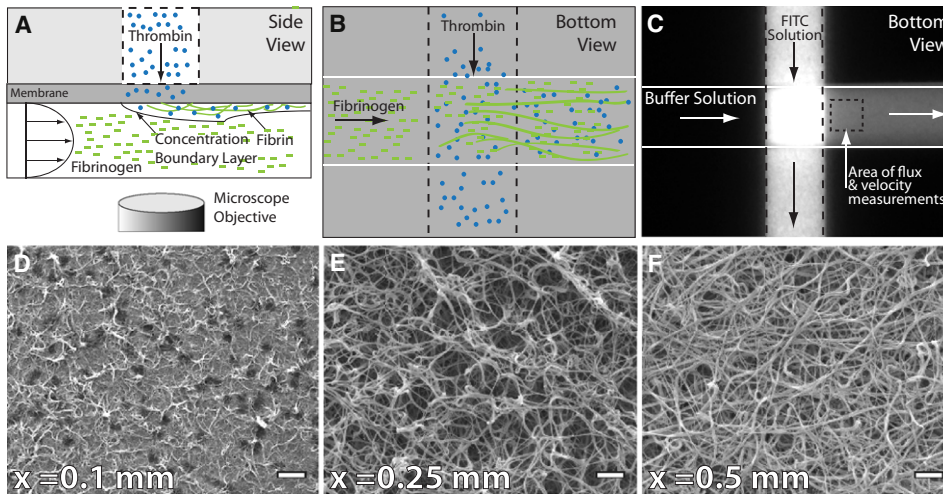 A
Side
View
Thrombin
Membrane
Concentration
Boundary Layer
Fibrin
Fibrinogen
Microscope
Objective
B
Bottom
View
Thrombin
Fibrinogen
C
FITC
Solution
Bottom
View
Buffer Solution
Area of flux
& velocity
measurements
D
x =0.1 mm
E
x =0.25 mm
F
x =0.5 mm